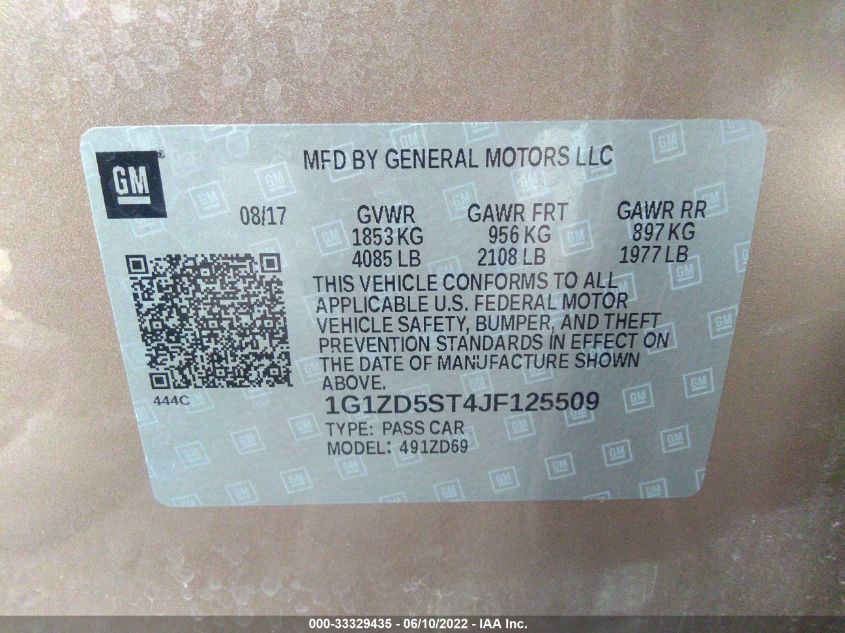 GM
MFD BY GENERAL MOTORS LLC
08/17 GVWR GAWR FRT GAWR RR
1853 KG 956 KG 897 KG
4085 LB 2108 LB 1977 LB
THIS VEHICLE CONFORMS TO ALL
APPLICABLE U.S. FEDERAL MOTOR
VEHICLE SAFETY, BUMPER, AND THEFT
PREVENTION STANDARDS IN EFFECT ON
THE DATE OF MANUFACTURE SHOWN
ABOVE.
444C
1G1ZD5ST4JF125509
TYPE: PASS CAR
MODEL: 491ZD69
000-33329435 - 06/10/2022 - IAA Inc.